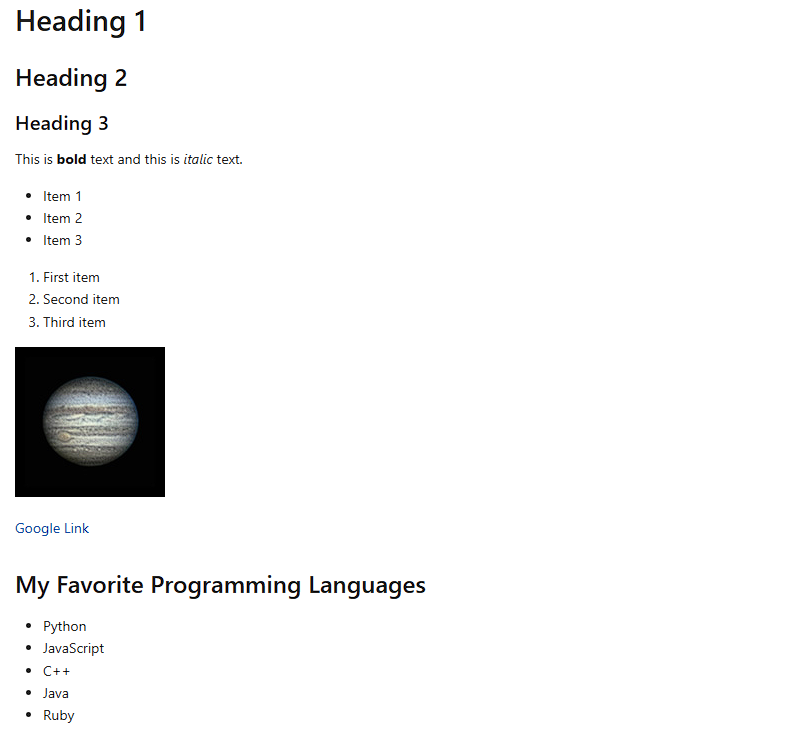 Heading 1
Heading 2
Heading 3
This is bold text and this is italic text.
• Item 1
• Item 2
• Item 3
1. First item
2. Second item
3. Third item
Google Link
My Favorite Programming Languages
• Python
• JavaScript
• C++
• Java
• Ruby